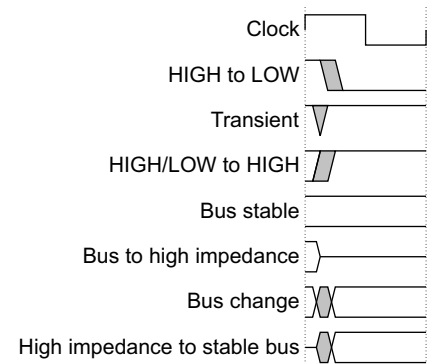 Clock
HIGH to LOW
Transient
HIGH/LOW to HIGH
Bus stable
Bus to high impedance
Bus change
High impedance to stable bus